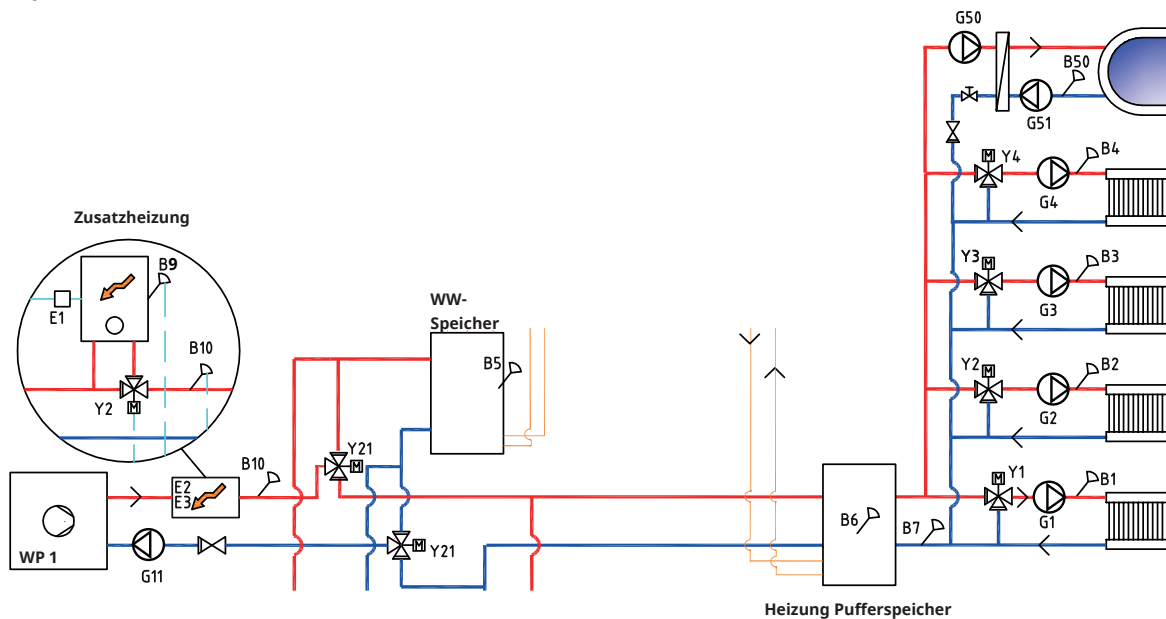 G50
B50
G51
Y4
B4
G4
Zusatzheizung
B9
E1
B10
Y2
M
Y3
M
B3
G3
WW-
Speicher
B5
Y2
M
B2
G2
Y21
M
B10
E2
E3
WP 1
G11
M
Y21
B6
B7
Y1
M
B1
G1
M
Heizung Pufferspeicher